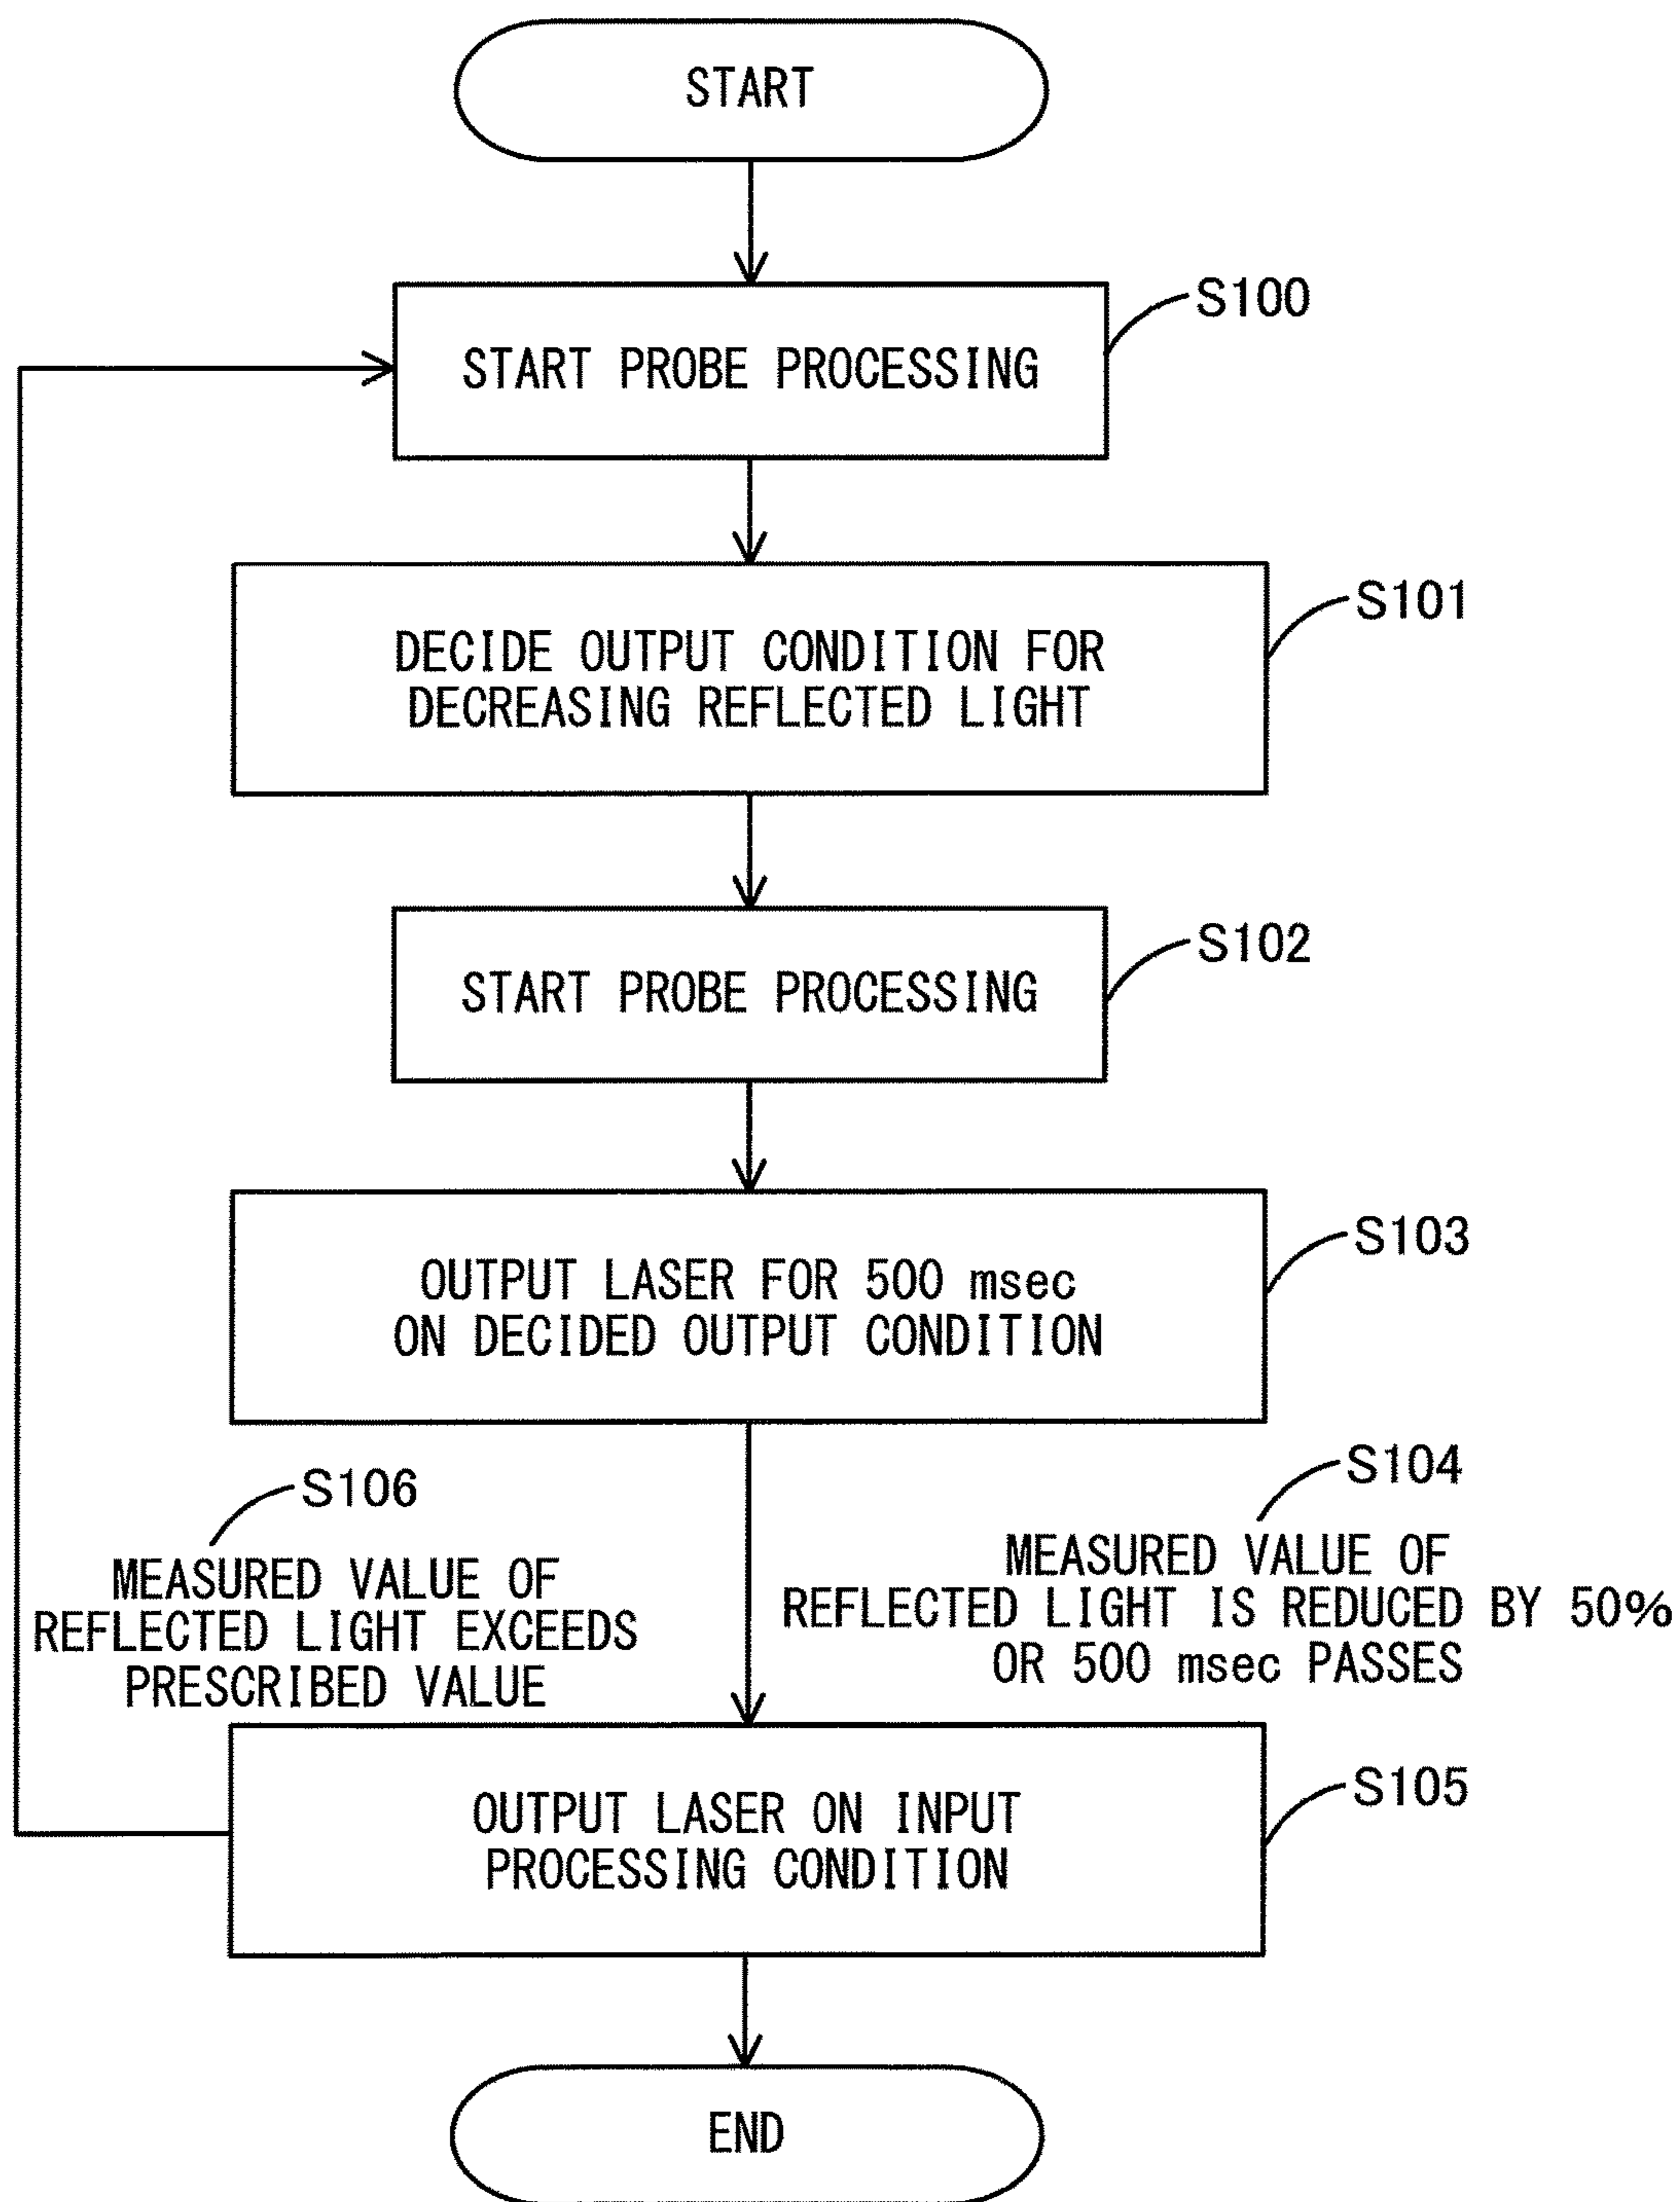 START
S100
START PROBE PROCESSING
S101
DECIDE OUTPUT CONDITION FOR
DECREASING REFLECTED LIGHT
S102
START PROBE PROCESSING
S103
OUTPUT LASER FOR 500 msec
ON DECIDED OUTPUT CONDITION
S106
MEASURED VALUE OF
REFLECTED LIGHT EXCEEDS
PRESCRIBED VALUE
S104
MEASURED VALUE OF
REFLECTED LIGHT IS REDUCED BY 50%
OR 500 msec PASSES
S105
OUTPUT LASER ON INPUT
PROCESSING CONDITION
END